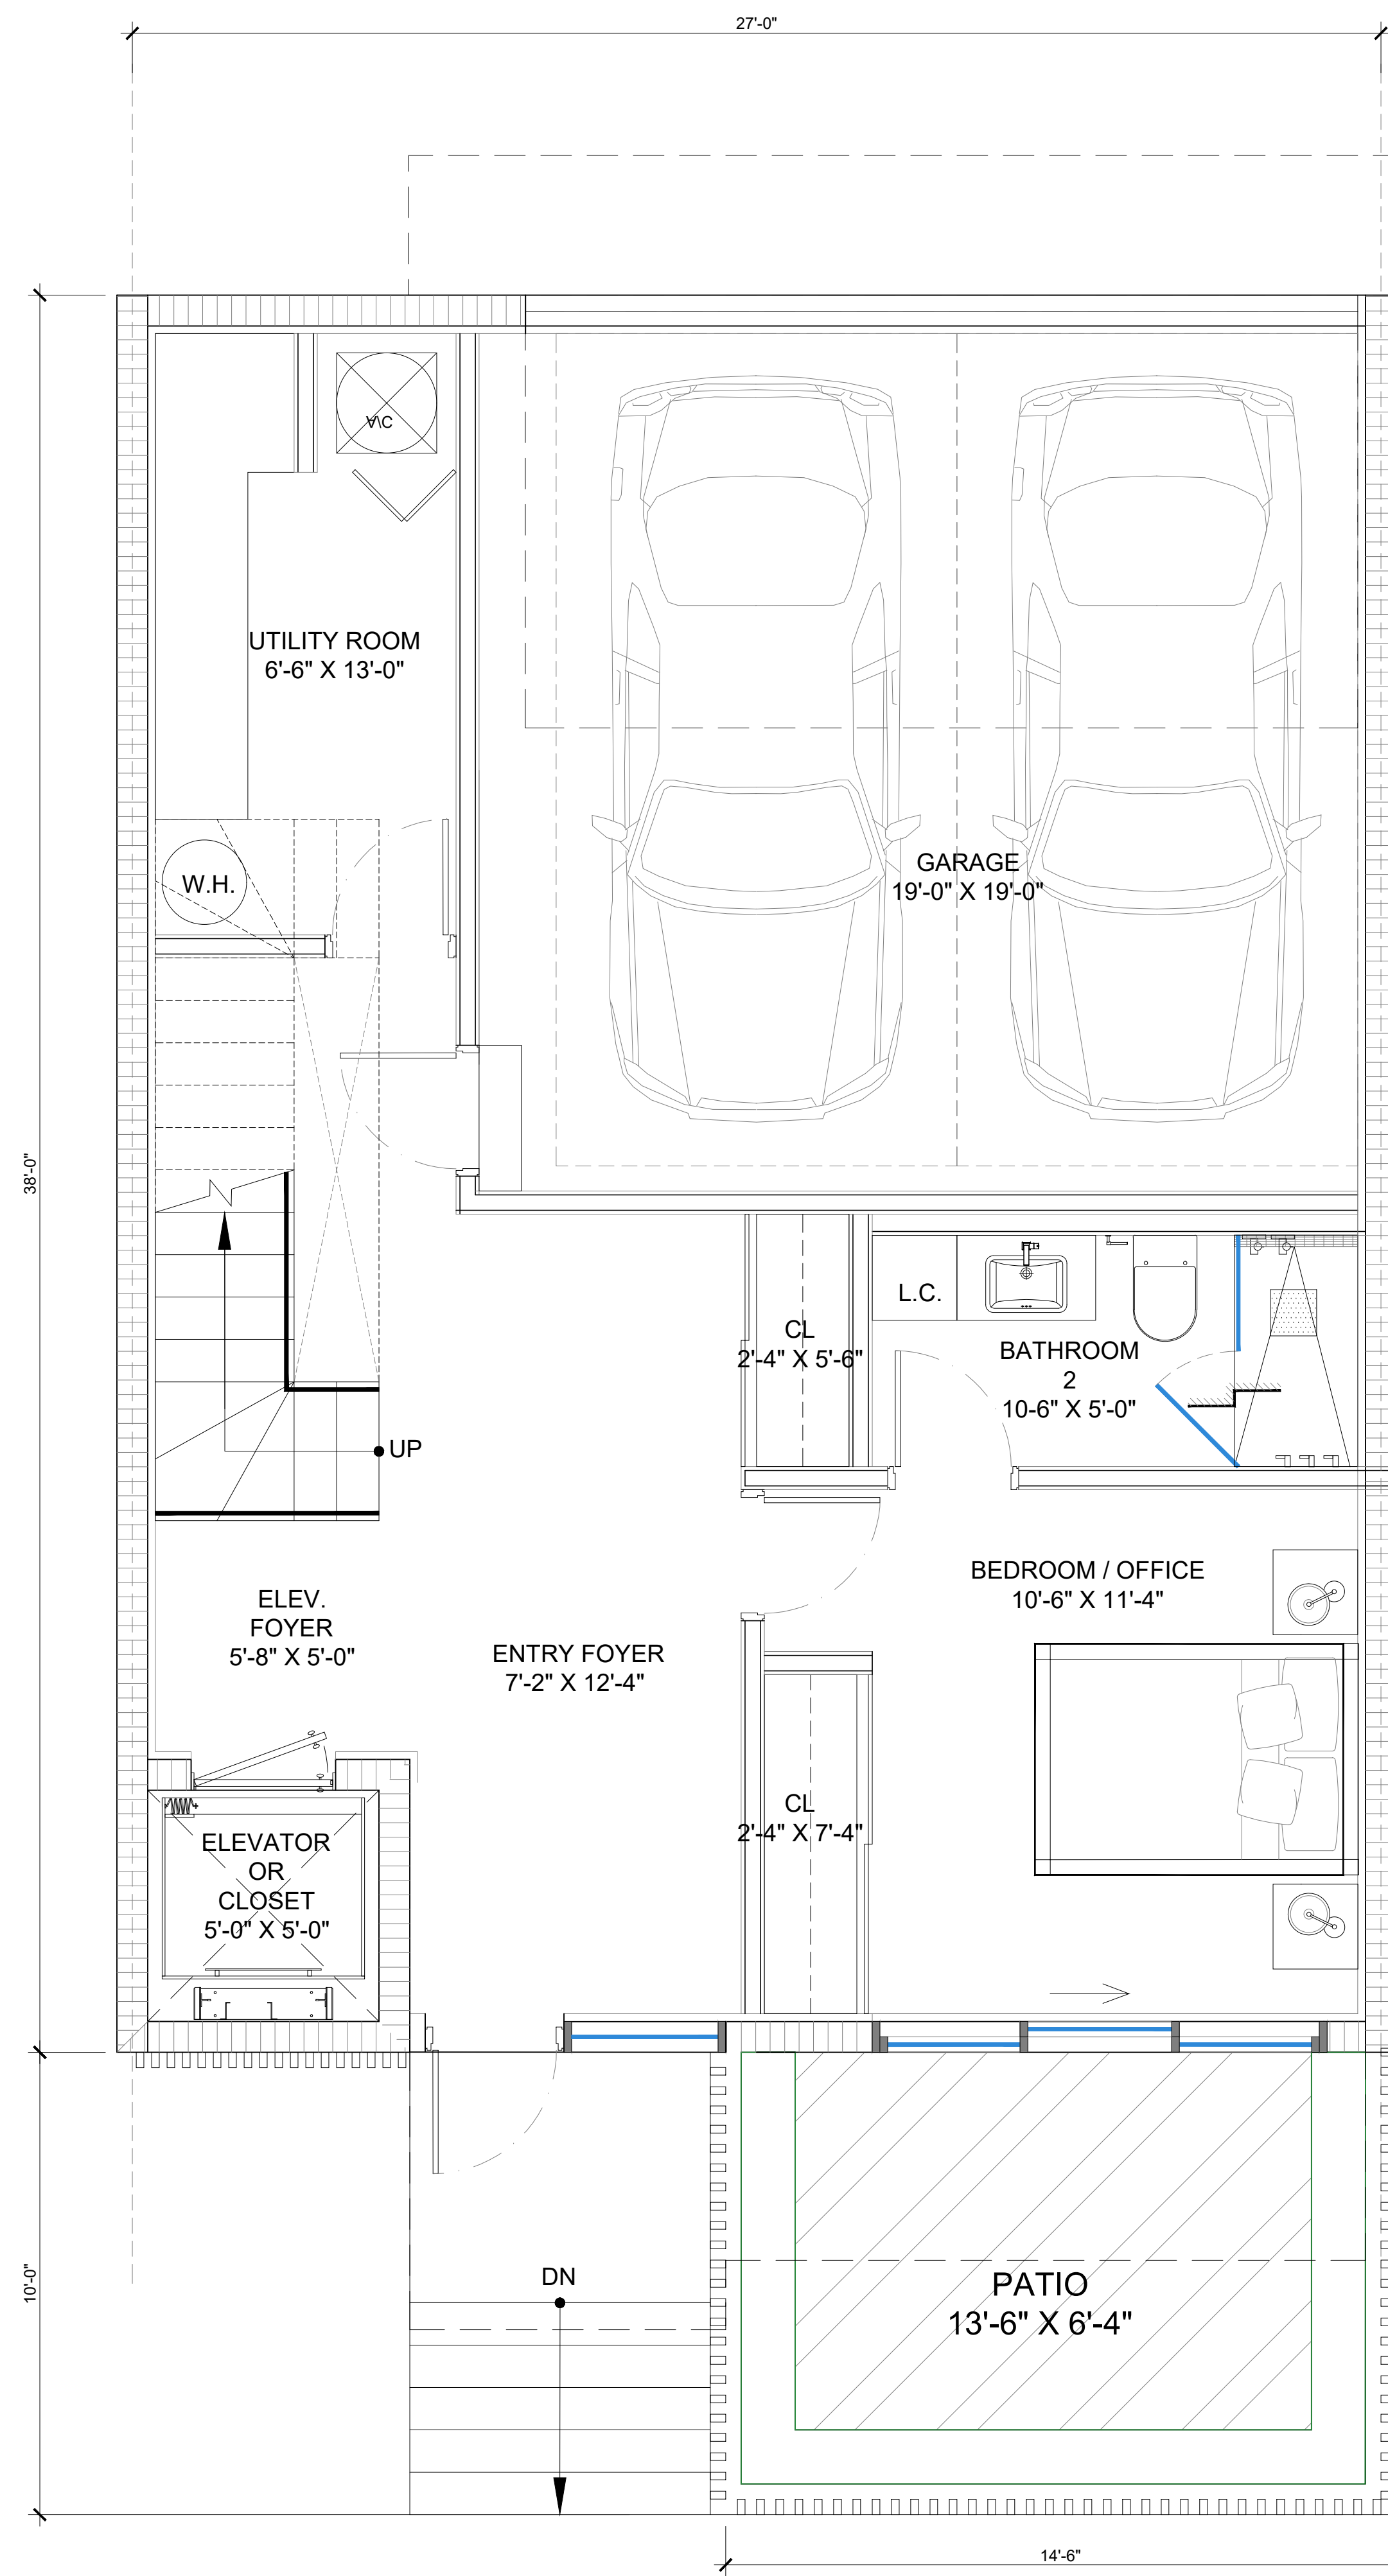 27'-0"
A\C
UTILITY ROOM
6'-6" X 13'-0"
GARAGE
19'-0" X 19'-0"
W.H.
38'-0"
L.C.
CL
2'-4" X 5'-6"
BATHROOM
2
10-6" X 5'-0"
UP
BEDROOM / OFFICE
10'-6" X 11'-4"
ELEV.
FOYER
5'-8" X 5'-0"
ENTRY FOYER
7'-2" X 12'-4"
CL
2'-4" X 7'-4"
ELEVATOR
OR
CLOSET
5'-0" X 5'-0"
DN
10'-0"
PATIO
13'-6" X 6'-4"
14'-6"